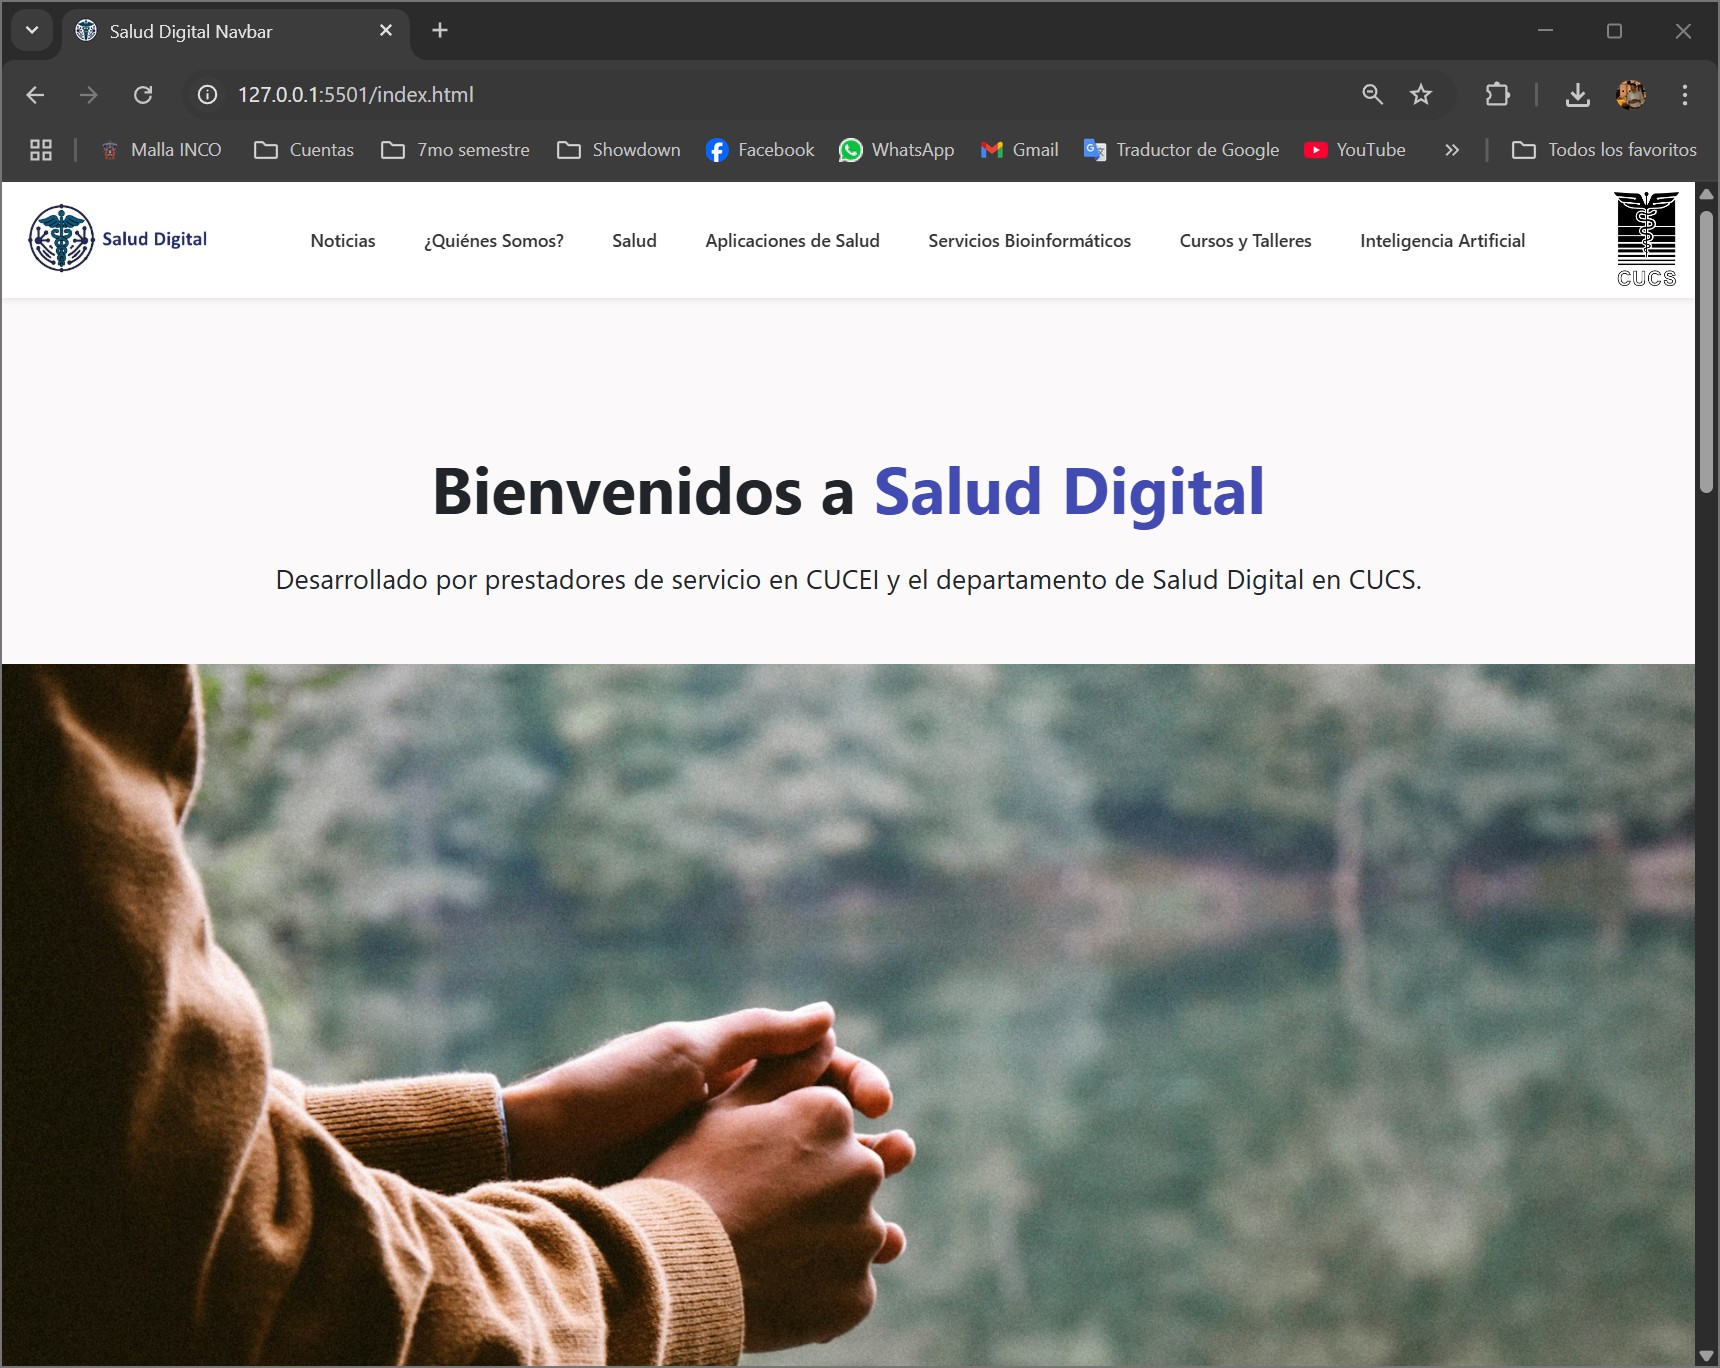 Salud Digital Navbar
127.0.0.1:5501/index.html
Malla INCO Cuentas 7mo semestre Showdown Facebook WhatsApp Gmail Traductor de Google YouTube » Todos los favoritos
Salud Digital Noticias ¿Quiénes Somos? Salud Aplicaciones de Salud Servicios Bioinformáticos Cursos y Talleres Inteligencia Artificial CUCS
Bienvenidos a Salud Digital
Desarrollado por prestadores de servicio en CUCEI y el departamento de Salud Digital en CUCS.